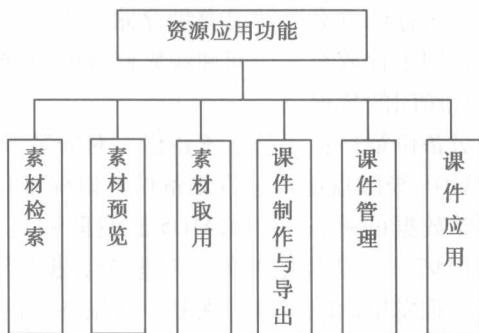 资源应用功能
素材检索
素材预览
素材取用
课件制作与导出
课件管理
课件应用